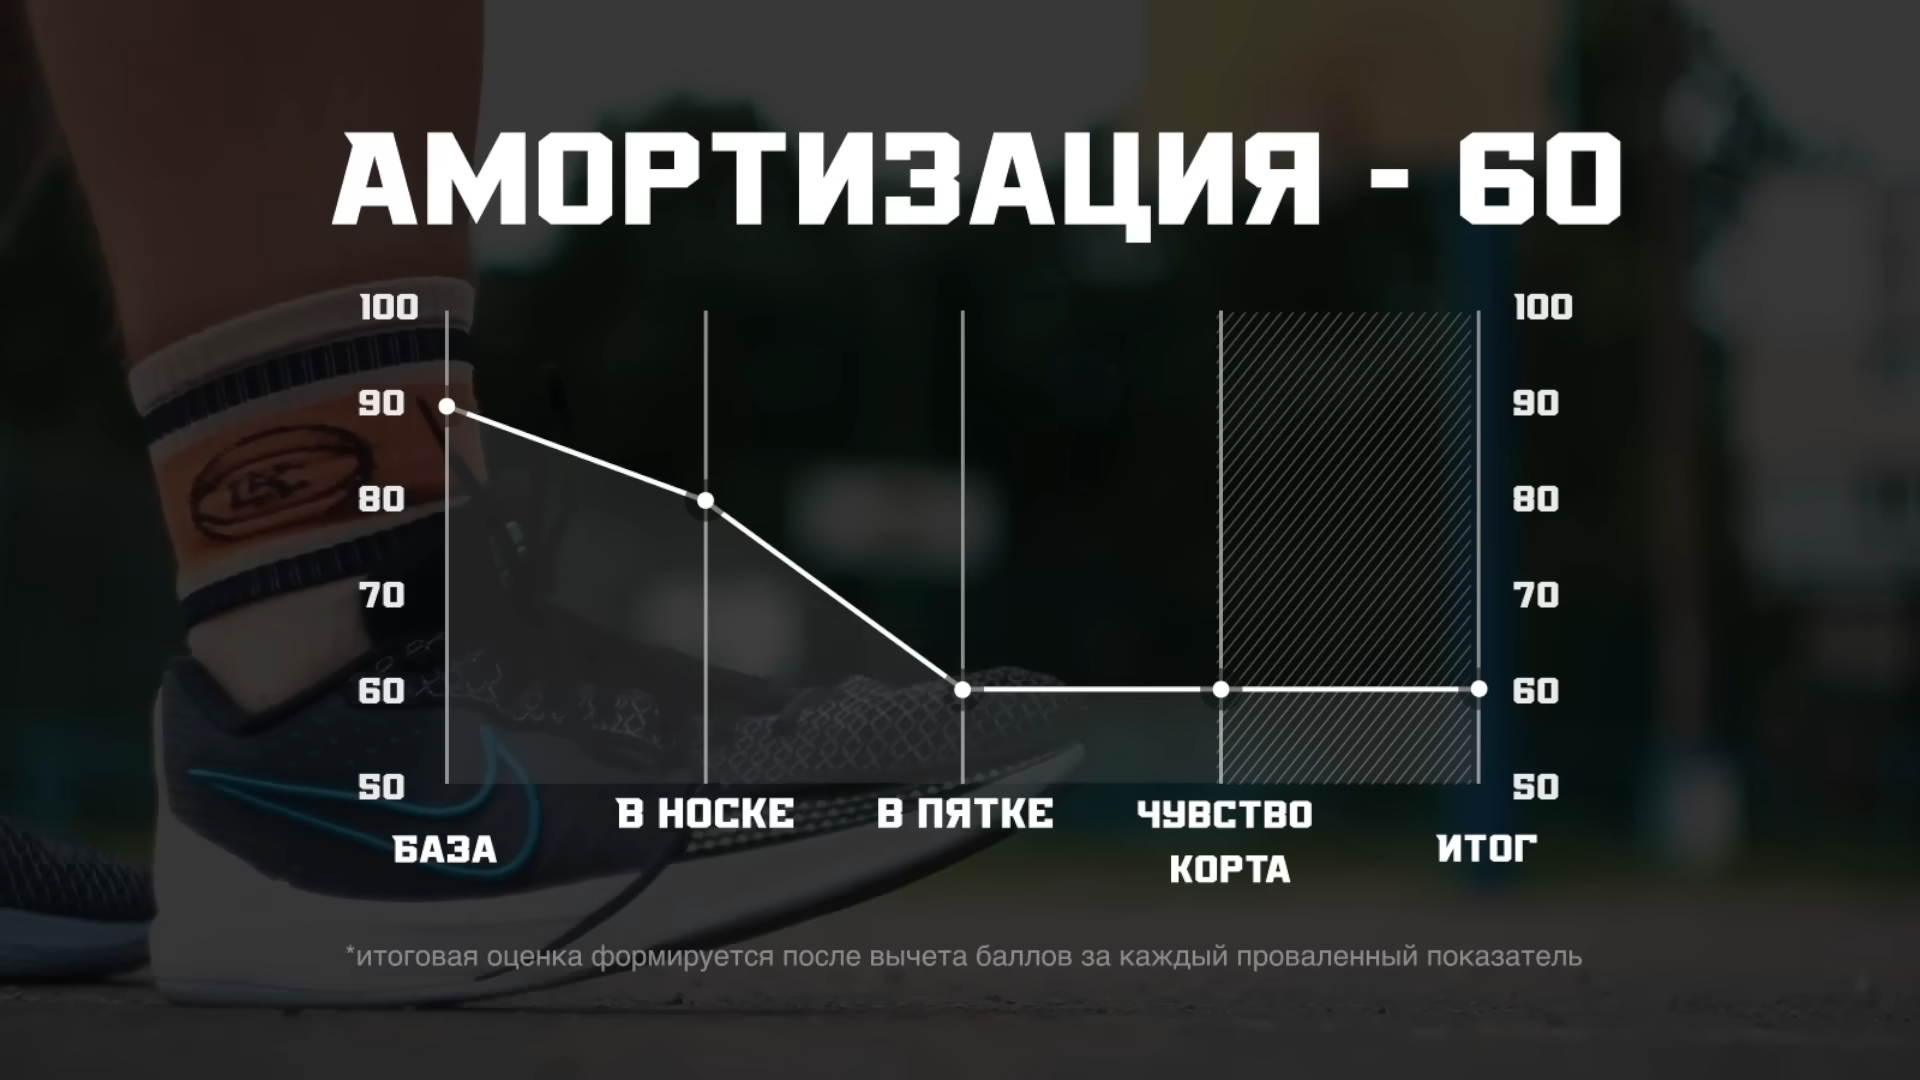 АМОРТИЗАЦИЯ - 60
100 100
90 90
80 80
70 70
60 60
50 50
БАЗА
В НОСКЕ
В ПЯТКЕ
ЧУВСТВО
КОРТА
ИТОГ
*итоговая оценка формируется после вычета баллов за каждый проваленный показатель